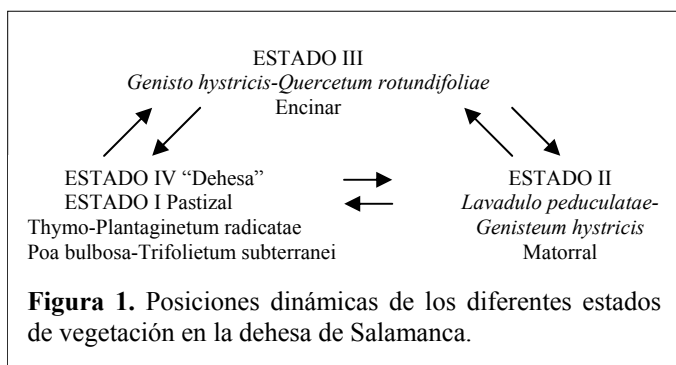 ESTADO III
Genisto hystricis-Quercetum rotundifoliae
Encinar
ESTADO IV “Dehesa”
ESTADO I Pastizal
Thymo-Plantaginetum radicatae
Poa bulbosa-Trifolietum subterranei
ESTADO II
Lavadulo peduculatae-
Genisteum hystricis
Matorral
Figura 1. Posiciones dinámicas de los diferentes estados
de vegetación en la dehesa de Salamanca.